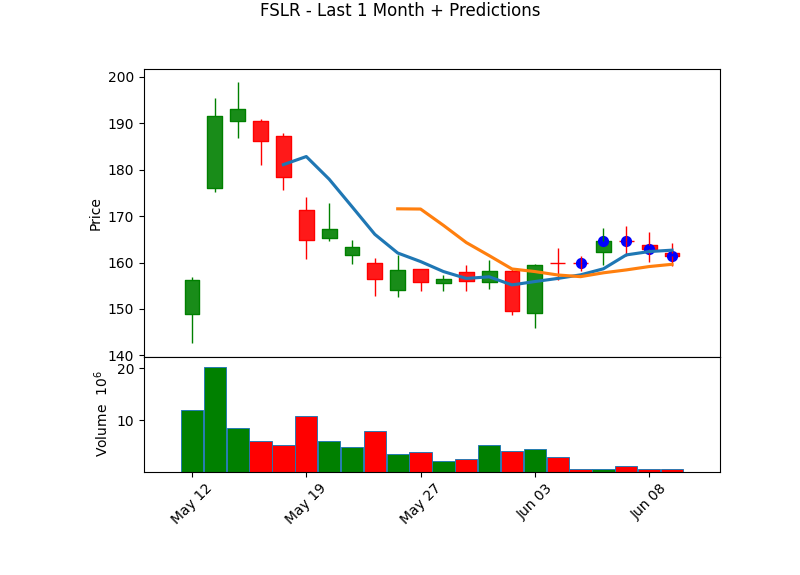 FSLR - Last 1 Month + Predictions
200
190
180
170
160
150
140
Price
20
10
Volume 10^6
May 12
May 19
May 27
Jun 03
Jun 08